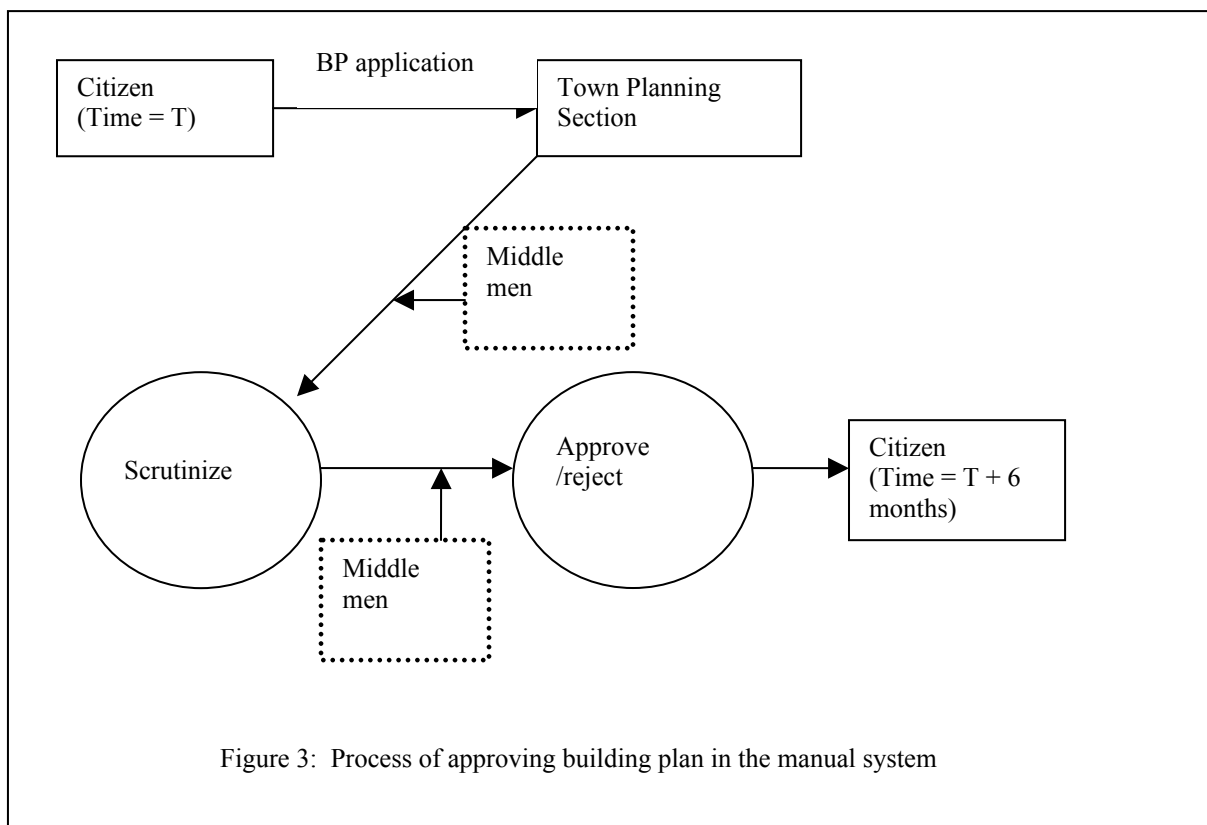 BP application
Citizen
(Time = T)
Town Planning
Section
Middle
men
Scrutinize
Approve
/reject
Citizen
(Time = T + 6
months)
Middle
men
Figure 3:  Process of approving building plan in the manual system